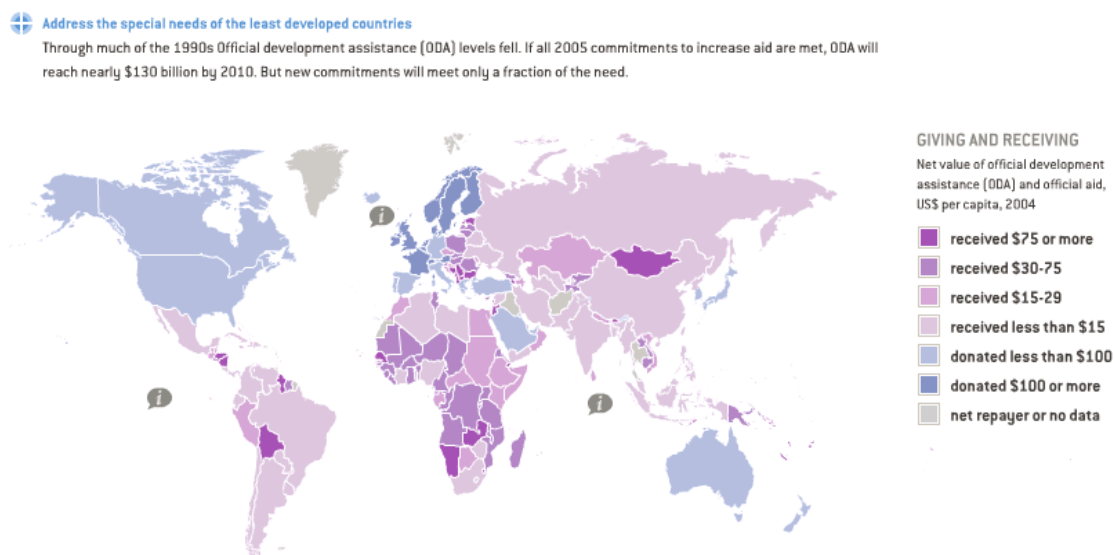 Address the special needs of the least developed countries
Through much of the 1990s Official development assistance (ODA) levels fell. If all 2005 commitments to increase aid are met, ODA will
reach nearly $130 billion by 2010. But new commitments will meet only a fraction of the need.
GIVING AND RECEIVING
Net value of official development
assistance (ODA) and official aid,
US$ per capita, 2004
received $75 or more
received $30-75
received $15-29
received less than $15
donated less than $100
donated $100 or more
net repayer or no data
i
i
i